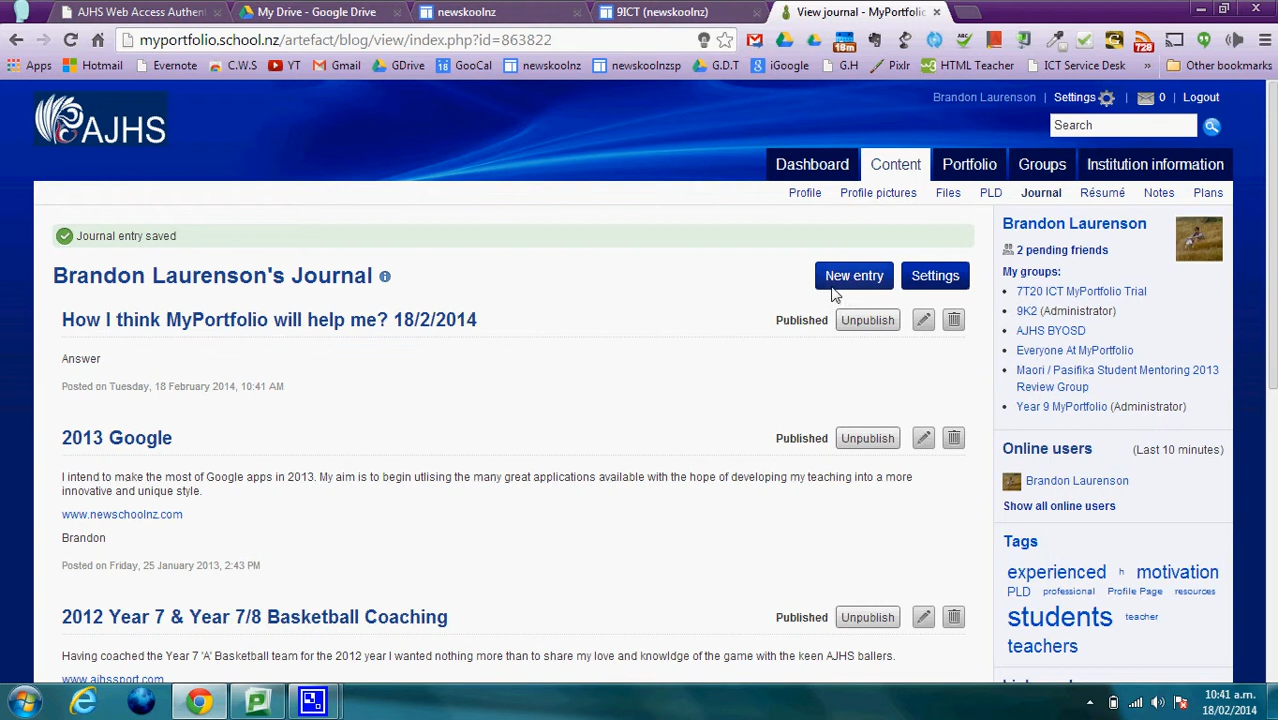 AJHS Web Access Authent
My Drive - Google Drive
newskoolnz
9ICT (newskoolnz)
View journal - MyPortfolio
myportfolio.school.nz/artefact/blog/view/index.php?id=863822
18m
720
Apps
Hotmail
Evernote
C.W.S
YT
Gmail
GDrive
18
GooCal
newskoolnz
newskoolnzsp
G.D.T
iGoogle
G.H
Pixlr
HTML Teacher
ICT Service Desk
»
Other bookmarks
AJHS
Brandon Laurenson
Settings
0
Logout
Search
Dashboard
Content
Portfolio
Groups
Institution information
Profile
Profile pictures
Files
PLD
Journal
Résumé
Notes
Plans
Journal entry saved
Brandon Laurenson's Journal
New entry
Settings
How I think MyPortfolio will help me? 18/2/2014
Published
Unpublish
Answer
Posted on Tuesday, 18 February 2014, 10:41 AM
2013 Google
Published
Unpublish
I intend to make the most of Google apps in 2013. My aim is to begin utlising the many great applications available with the hope of developing my teaching into a more
innovative and unique style.
www.newschoolnz.com
Brandon
Posted on Friday, 25 January 2013, 2:43 PM
2012 Year 7 & Year 7/8 Basketball Coaching
Published
Unpublish
Having coached the Year 7 'A' Basketball team for the 2012 year I wanted nothing more than to share my love and knowldge of the game with the keen AJHS ballers.
www.ajhssport.com
Brandon Laurenson
2 pending friends
My groups:
7T20 ICT MyPortfolio Trial
9K2 (Administrator)
AJHS BYOSD
Everyone At MyPortfolio
Maori / Pasifika Student Mentoring 2013
Review Group
Year 9 MyPortfolio (Administrator)
Online users
(Last 10 minutes)
Brandon Laurenson
Show all online users
Tags
experienced h motivation
PLD professional Profile Page resources
students teacher
teachers
10:41 a.m.
18/02/2014